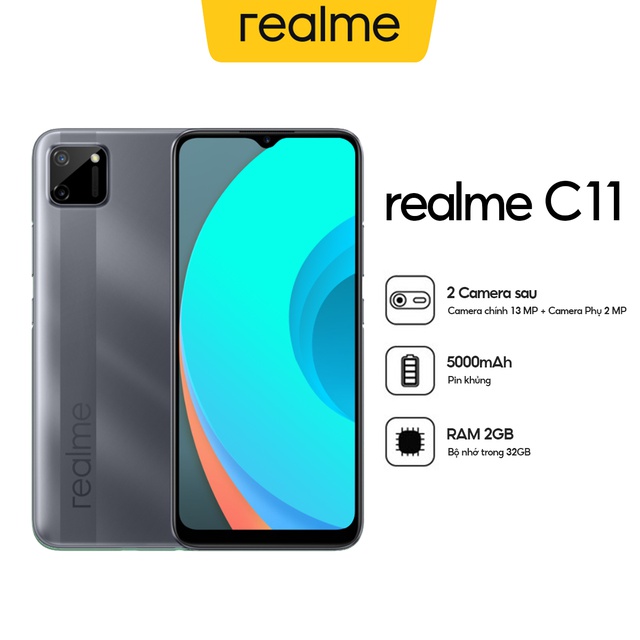 realme
realme
realme C11
2 Camera sau
Camera chính 13 MP + Camera Phụ 2 MP
5000mAh
Pin khủng
RAM 2GB
Bộ nhớ trong 32GB